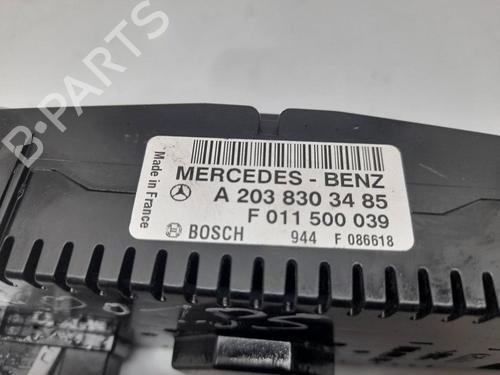 Made in France
MERCEDES - BENZ
A 203 830 34 85
F 011 500 039
BOSCH 944 F 086618
B-PARTS